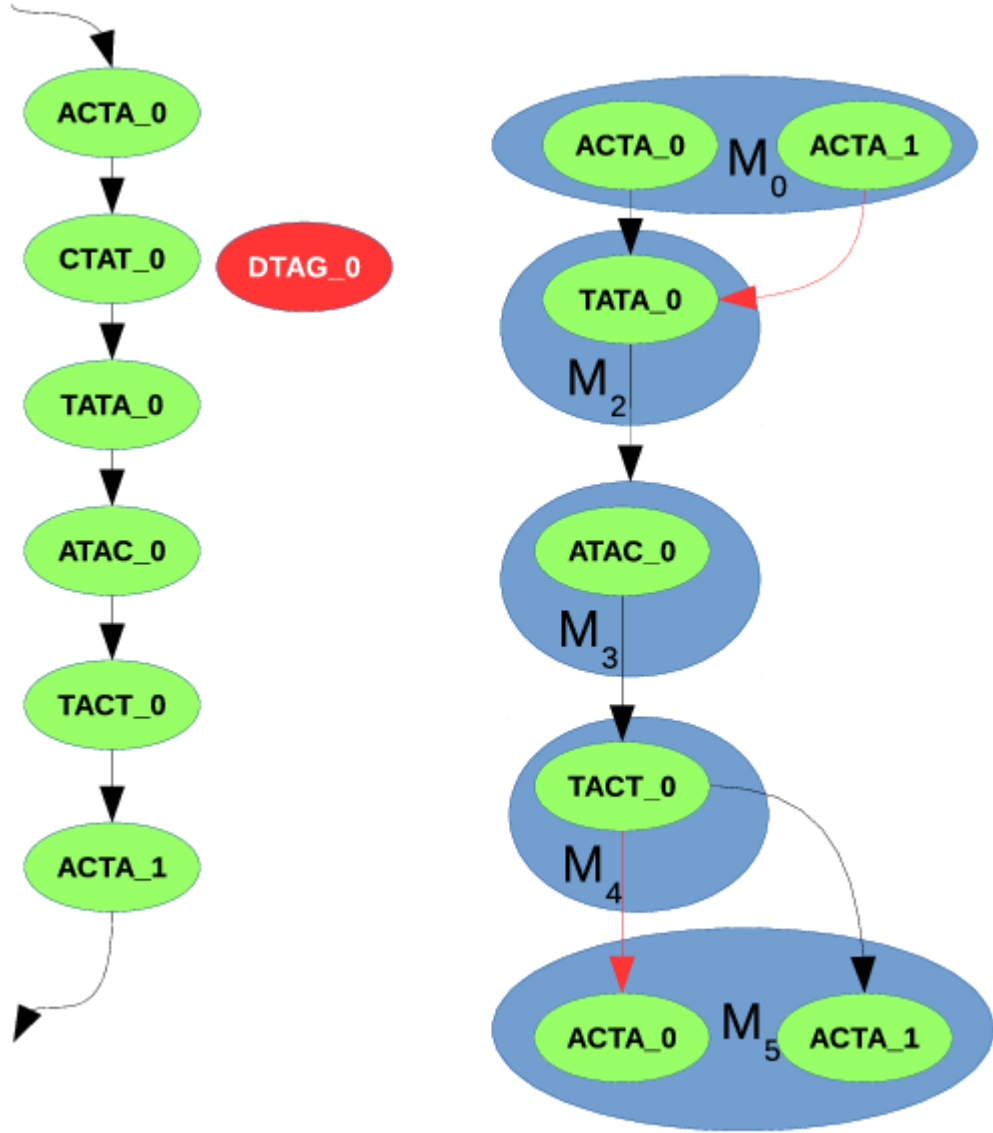 ACTA_0
CTAT_0
DTAG_0
TATA_0
ATAC_0
TACT_0
ACTA_1
ACTA_0
M0
ACTA_1
TATA_0
M2
ATAC_0
M3
TACT_0
M4
ACTA_0
M5
ACTA_1